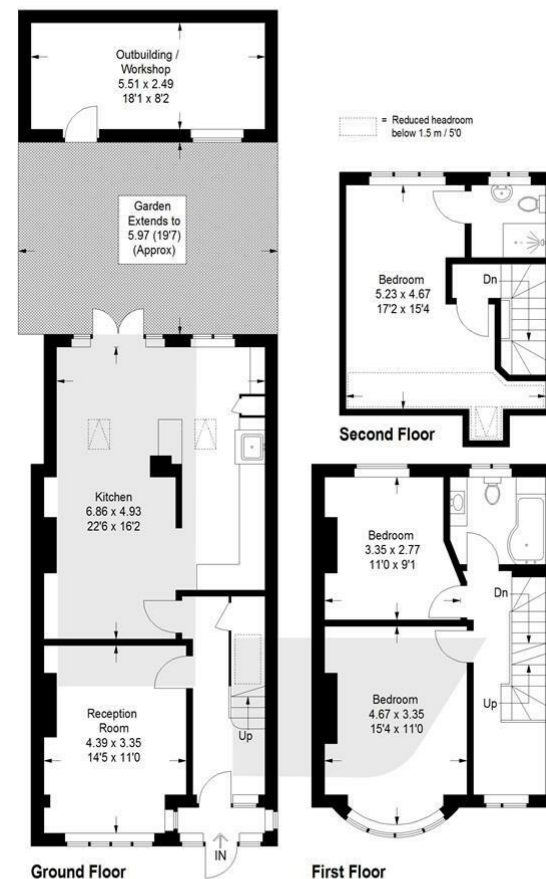 Outbuilding /
Workshop
5.51 x 2.49
18'1 x 8'2
= Reduced headroom
below 1.5 m / 5'0
Garden
Extends to
5.97 (19'7)
(Approx)
Bedroom
5.23 x 4.67
17'2 x 15'4
Dn
Second Floor
Kitchen
6.86 x 4.93
22'6 x 16'2
Bedroom
3.35 x 2.77
11'0 x 9'1
Dn
Reception
Room
4.39 x 3.35
14'5 x 11'0
Up
Bedroom
4.67 x 3.35
15'4 x 11'0
Up
IN
Ground Floor
First Floor